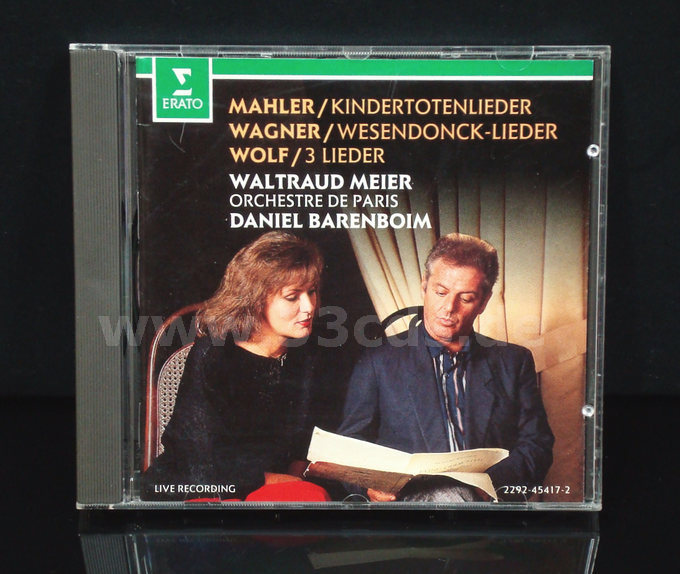 ERATO
MAHLER/KINDERTOTENLIEDER
WAGNER/WESENDONCK-LIEDER
WOLF/3 LIEDER
WALTRAUD MEIER
ORCHESTRE DE PARIS
DANIEL BARENBOIM
LIVE RECORDING
2292-45417-2